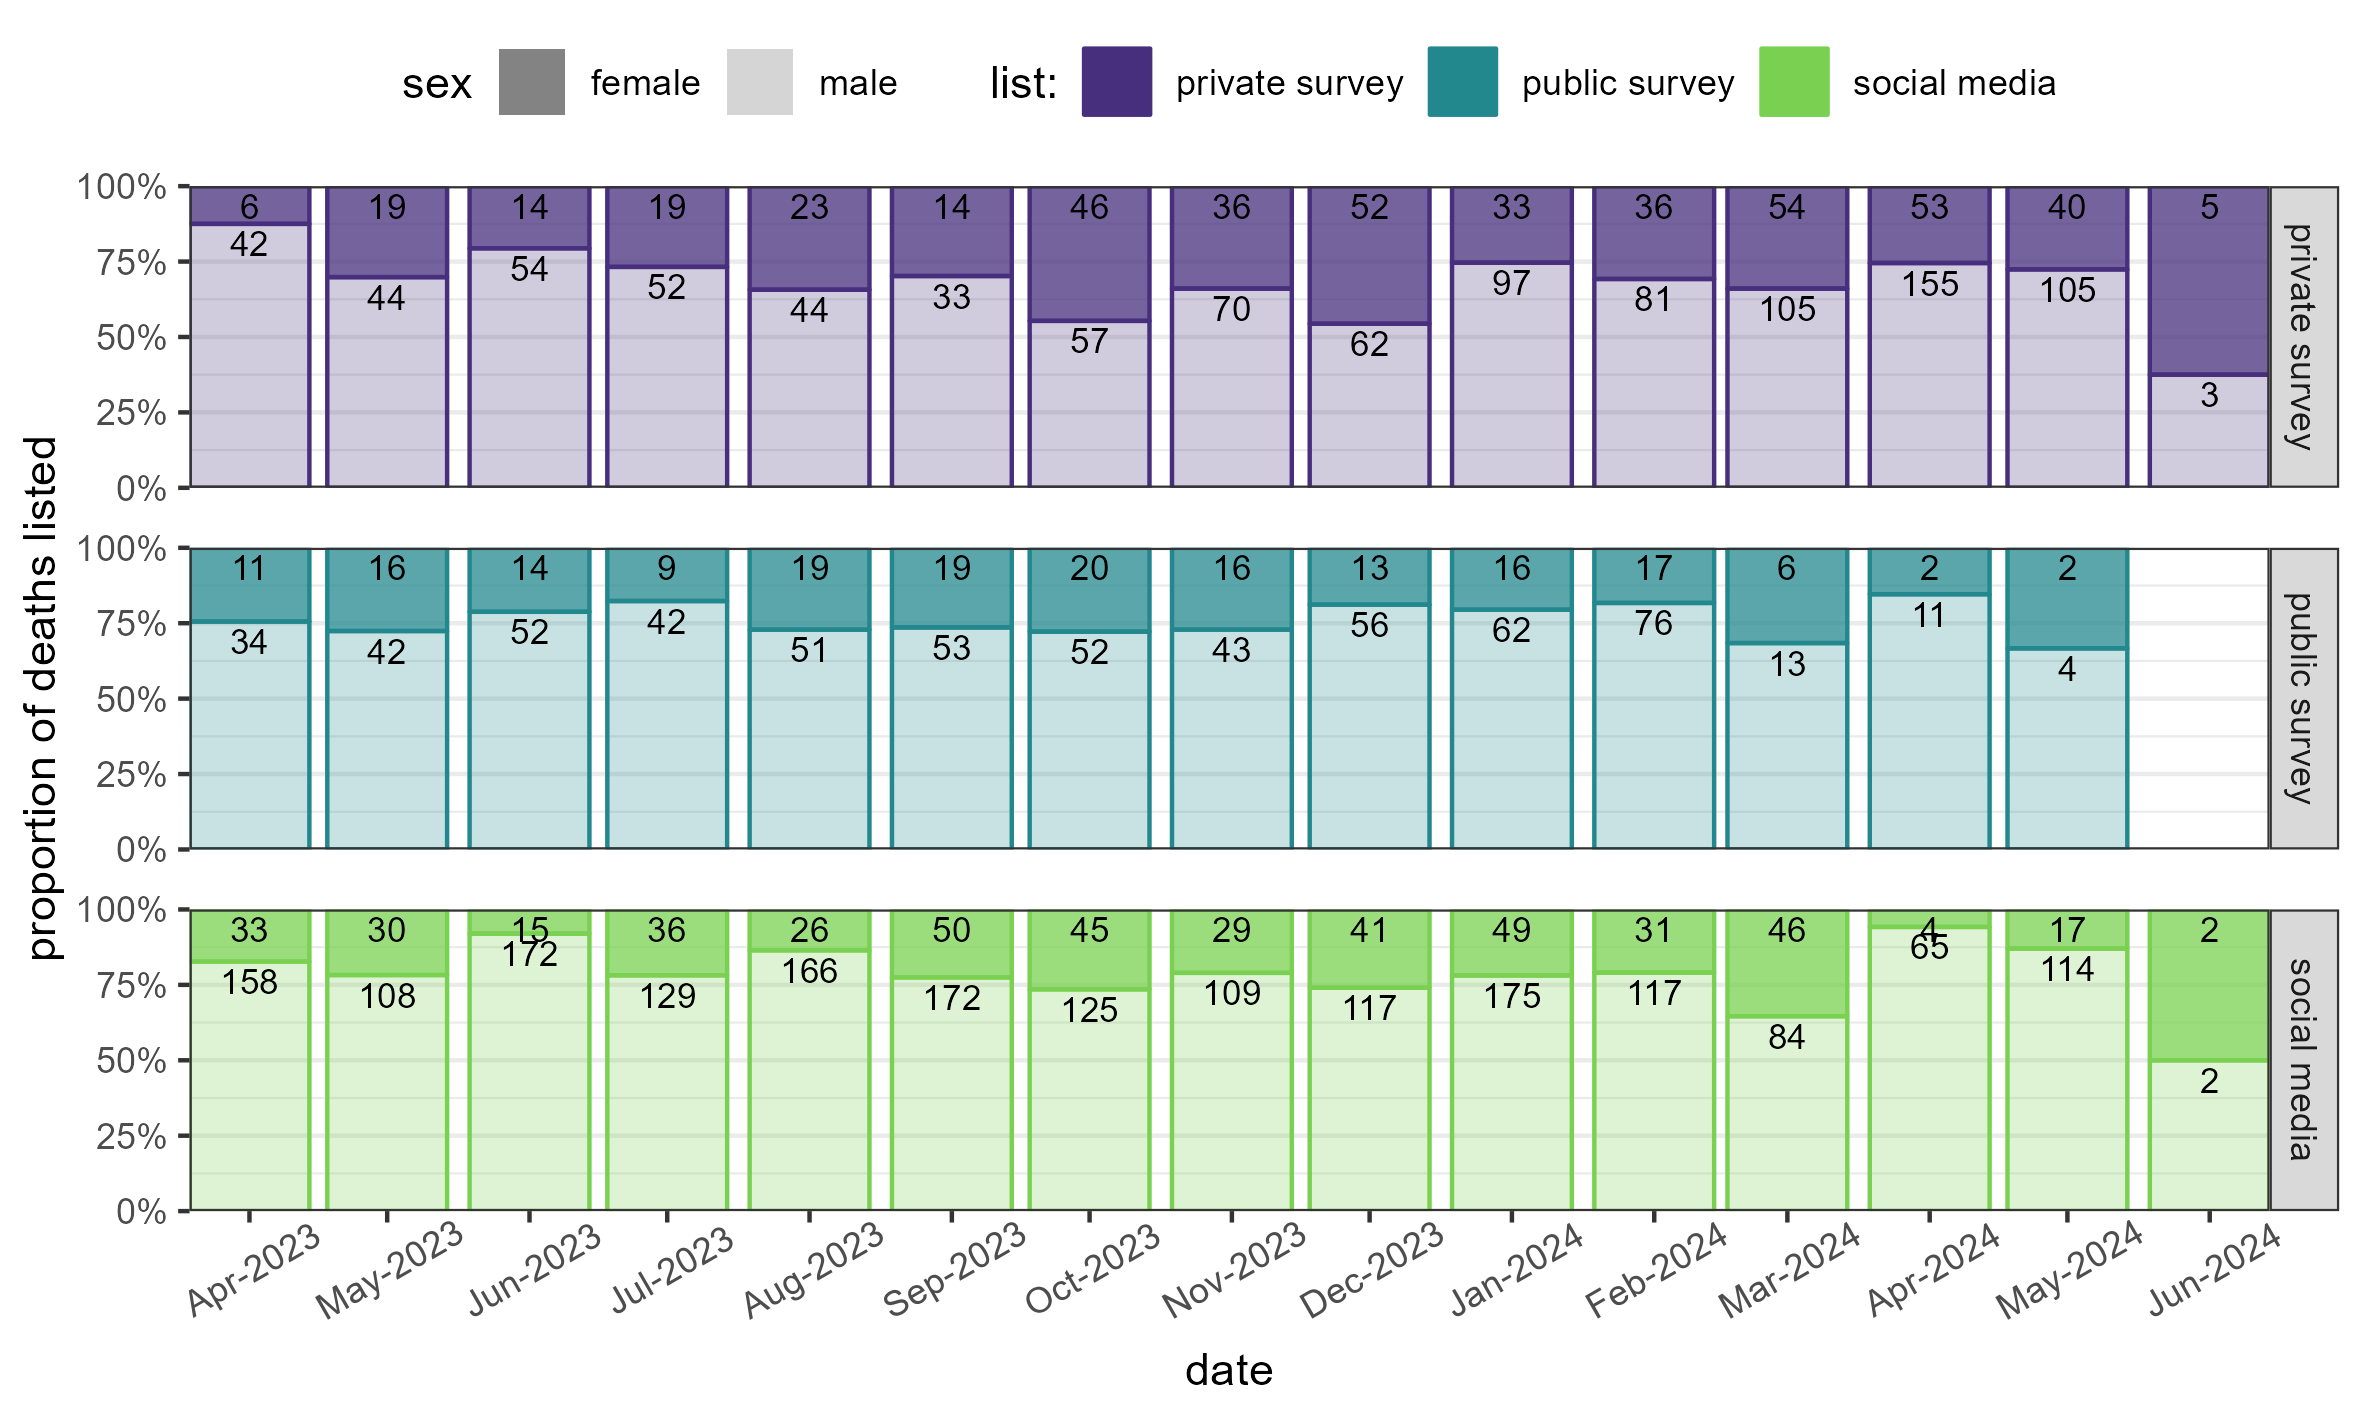 sex female male list: private survey public survey social media
100% 6 19 14 19 23 14 46 36 52 33 36 54 53 40 5
42 44 54 52 44 33 57 70 62 97 81 105 155 105 3
75%
50%
25%
0%
private survey
100% 11 16 14 9 19 19 20 16 13 16 17 6 2 2
34 42 52 42 51 53 52 43 56 62 76 13 11 4
75%
50%
25%
0%
public survey
100% 33 30 15 36 26 50 45 29 41 49 31 46 4 17 2
158 108 172 129 166 172 125 109 117 175 117 84 65 114 2
75%
50%
25%
0%
social media
proportion of deaths listed
Apr-2023 May-2023 Jun-2023 Jul-2023 Aug-2023 Sep-2023 Oct-2023 Nov-2023 Dec-2023 Jan-2024 Feb-2024 Mar-2024 Apr-2024 May-2024 Jun-2024
date